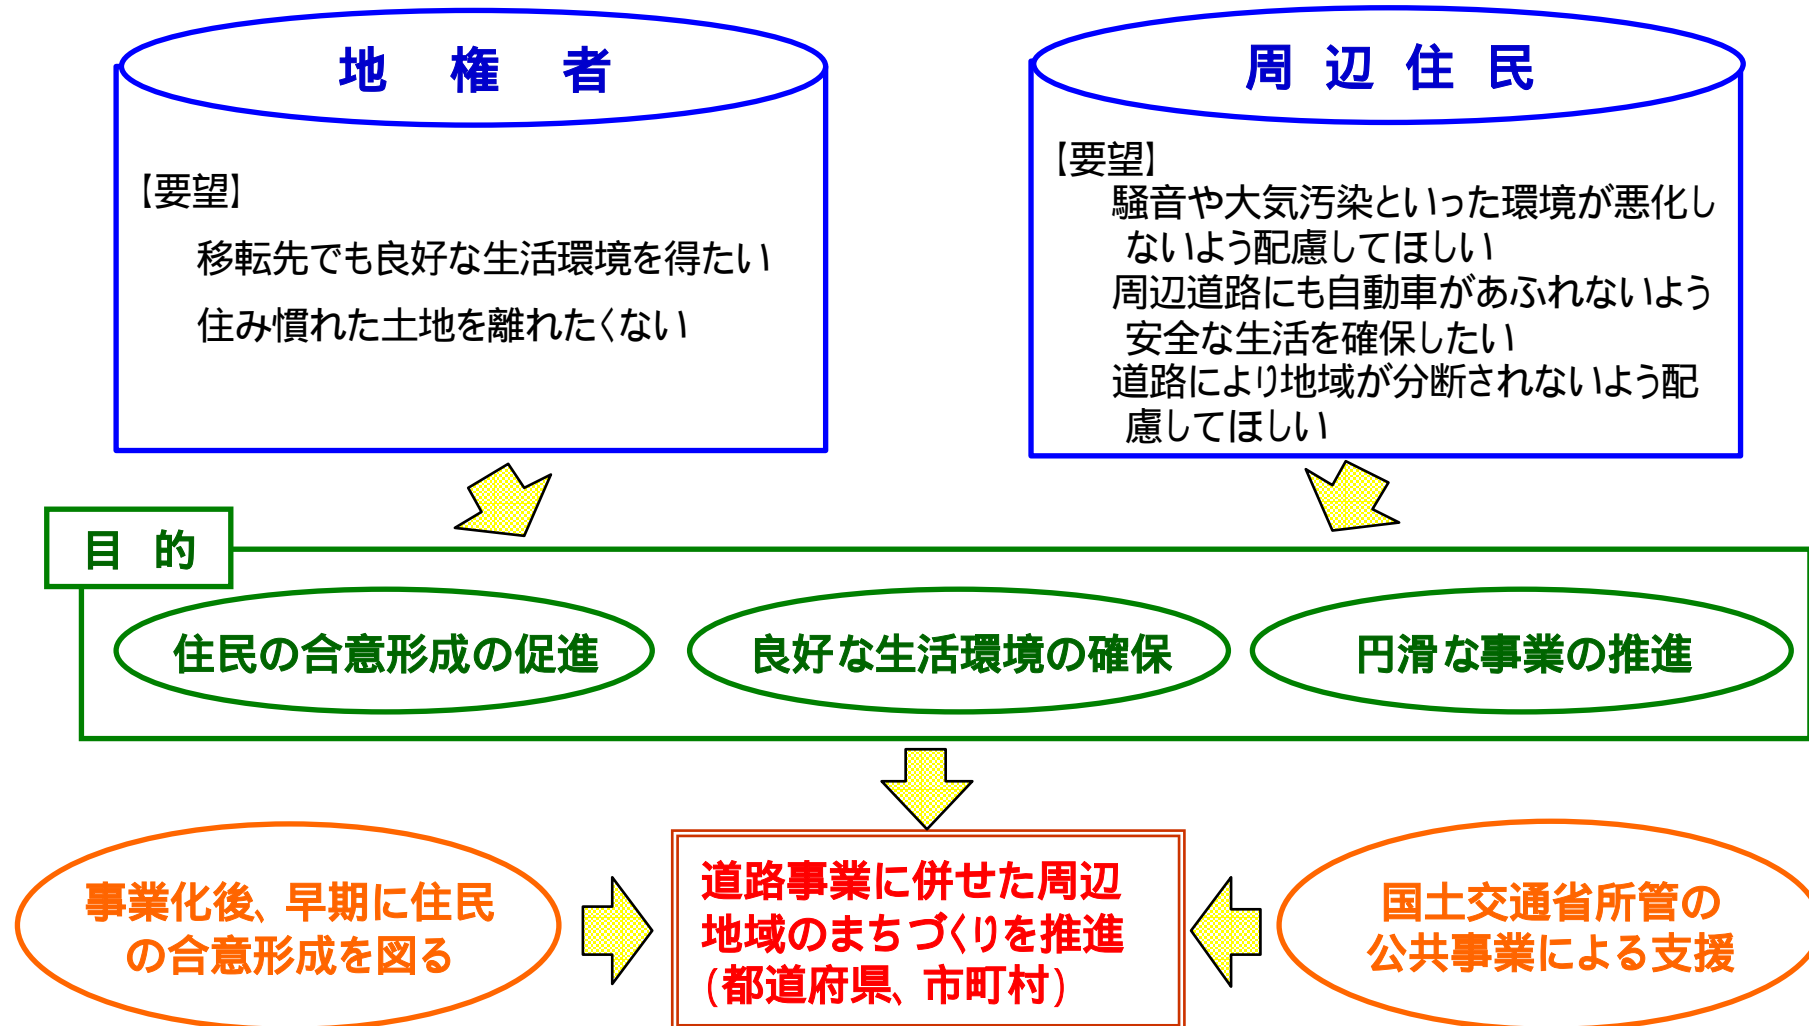 地権者
【要望】
移転先でも良好な生活環境を得たい
住み慣れた土地を離れたくない
周辺住民
【要望】
騒音や大気汚染といった環境が悪化し
ないよう配慮してほしい
周辺道路にも自動車があふれないよう
安全な生活を確保したい
道路により地域が分断されないよう配
慮してほしい
目的
住民の合意形成の促進
良好な生活環境の確保
円滑な事業の推進
事業化後、早期に住民
の合意形成を図る
道路事業に併せた周辺
地域のまちづくりを推進
(都道府県、市町村)
国土交通省所管の
公共事業による支援